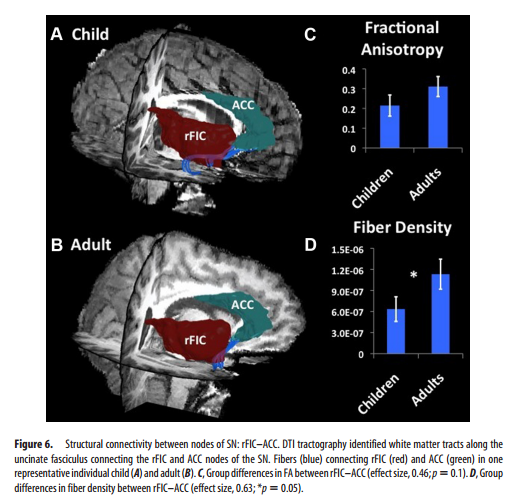 A Child
ACC
rFIC
B Adult
ACC
rFIC
C Fractional
Anisotropy
0.4
0.3
0.2
0.1
0
Children
Adults
Fiber Density
D
1.5E-06
1.2E-06
9.0E-07
6.0E-07
3.0E-07
0
*
Children
Adults
Figure 6. Structural connectivity between nodes of SN: rFIC–ACC. DTI tractography identified white matter tracts along the
uncinate fasciculus connecting the rFIC and ACC nodes of the SN. Fibers (blue) connecting rFIC (red) and ACC (green) in one
representative individual child (A) and adult (B). C, Group differences in FA between rFIC–ACC (effect size, 0.46; p = 0.1). D, Group
differences in fiber density between rFIC–ACC (effect size, 0.63; *p = 0.05).